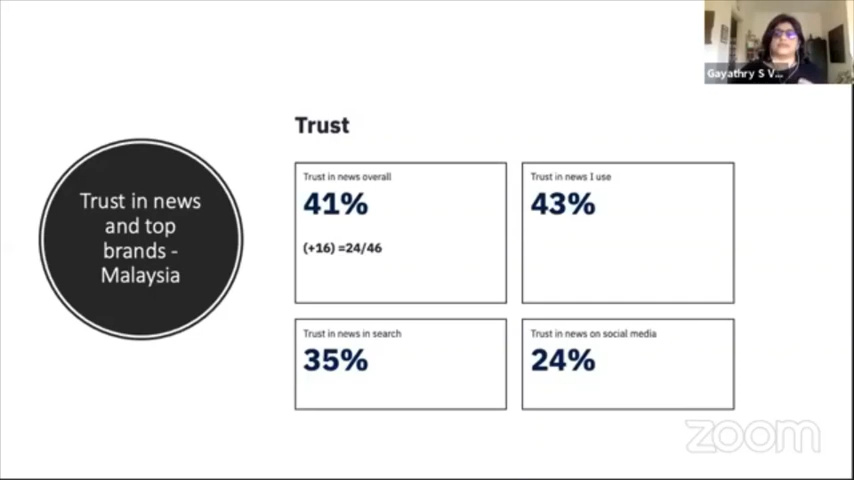 Gayathry S V...
Trust
Trust in news
and top
brands -
Malaysia
Trust in news overall
41%
(+16) =24/46
Trust in news I use
43%
Trust in news in search
35%
Trust in news on social media
24%
zoom